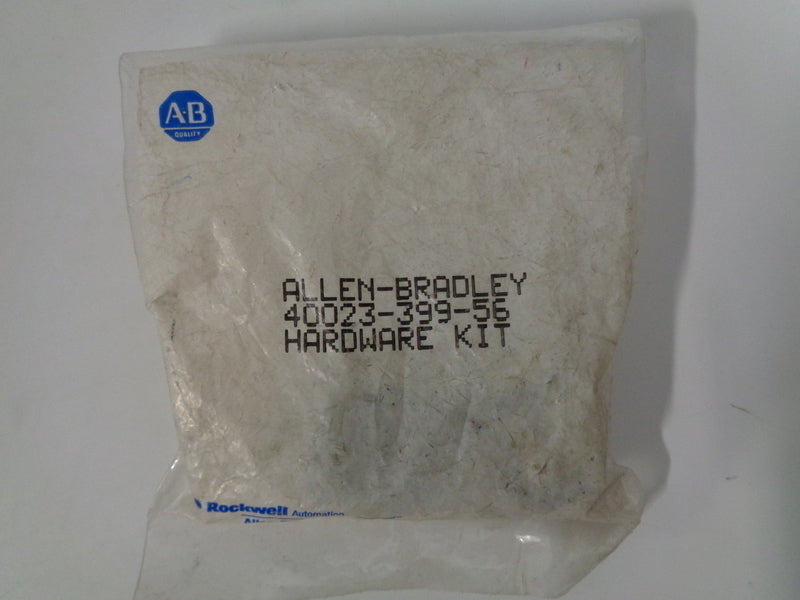 A·B
QUALITY
ALLEN-BRADLEY
40023-399-56
HARDWARE KIT
Rockwell Automation